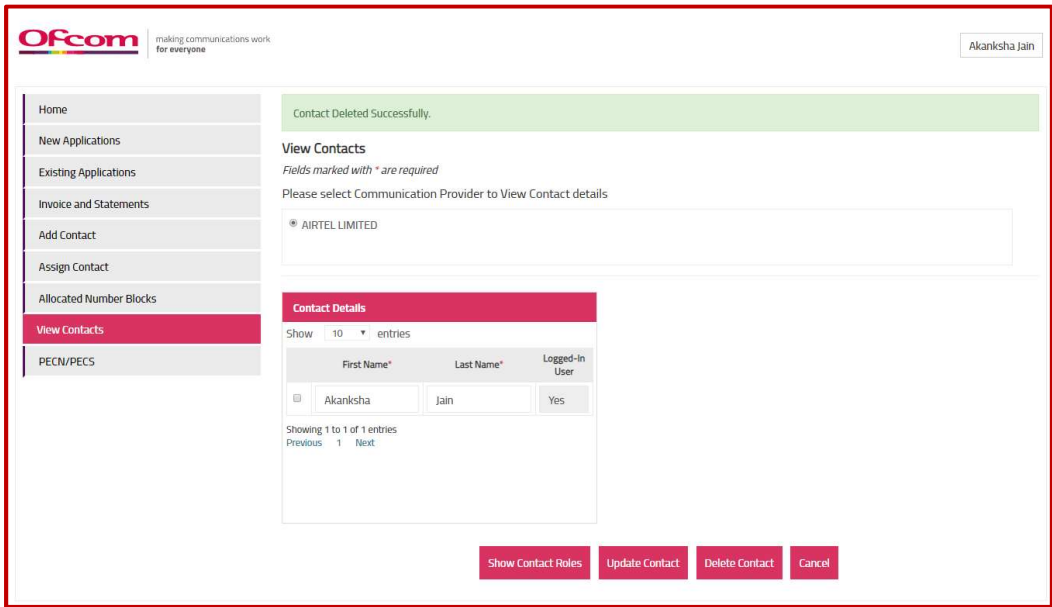 Ofcom
making communications work
for everyone
Akanksha Jain
Home
New Applications
Existing Applications
Invoice and Statements
Add Contact
Assign Contact
Allocated Number Blocks
View Contacts
PECN/PECS
Contact Deleted Successfully.
View Contacts
Fields marked with * are required
Please select Communication Provider to View Contact details
AIRTEL LIMITED
Contact Details
Show 10 entries
First Name* Last Name* Logged-In
User
Akanksha Jain Yes
Showing 1 to 1 of 1 entries
Previous 1 Next
Show Contact Roles Update Contact Delete Contact Cancel